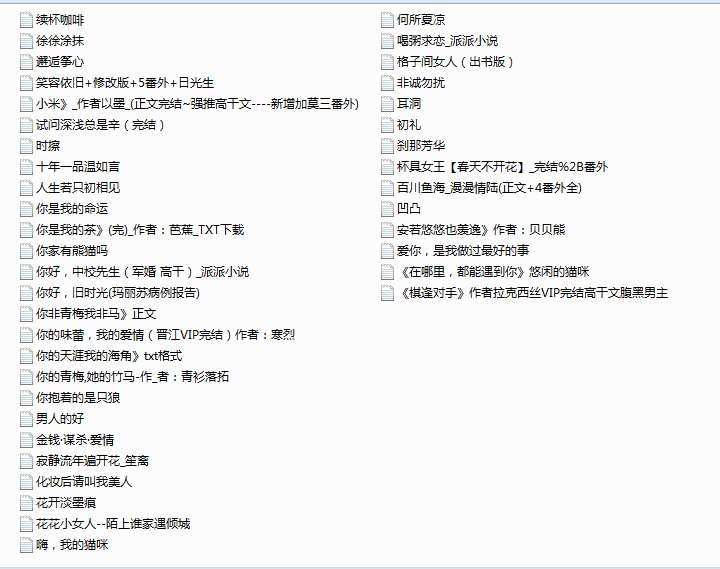 续杯咖啡
徐徐涂抹
邂逅筝心
笑容依旧+修改版+5番外+日光生
小米》_作者以墨_(正文完结~强推高干文----新增加莫三番外)
试问深浅总是辛（完结）
时擦
十年一品温如言
人生若只初相见
你是我的命运
你是我的茶》(完)_作者：芭蕉_TXT下载
你家有熊猫吗
你好，中校先生（军婚 高干）_派派小说
你好，旧时光(玛丽苏病例报告)
你非青梅我非马》正文
你的味蕾，我的爱情（晋江VIP完结）作者：寒烈
你的天涯我的海角》txt格式
你的青梅,她的竹马-作_者：青衫落拓
你抱着的是只狼
男人的好
金钱·谋杀·爱情
寂静流年遍开花_笙离
化妆后请叫我美人
花开淡墨痕
花花小女人--陌上谁家遇倾城
嗨，我的猫咪
何所夏凉
喝粥求恋_派派小说
格子间女人（出书版）
非诚勿扰
耳洞
初礼
刹那芳华
杯具女王【春天不开花】_完结%2B番外
百川鱼海_漫漫情陆(正文+4番外全)
凹凸
安若悠悠也羡逸》作者：贝贝熊
爱你，是我做过最好的事
《在哪里，都能遇到你》悠闲的猫咪
《棋逢对手》作者拉克西丝VIP完结高干文腹黑男主